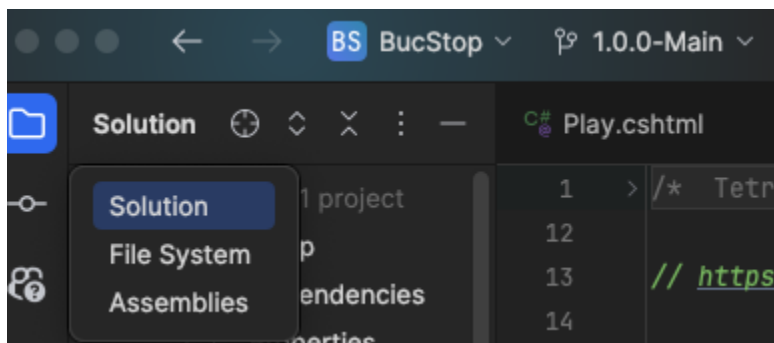 BS BucStop 1.0.0-Main
Solution
C# Play.cshtml
Solution
File System
Assemblies
1 project
p
endencies
1 /* Tetr
12
13 // https
14